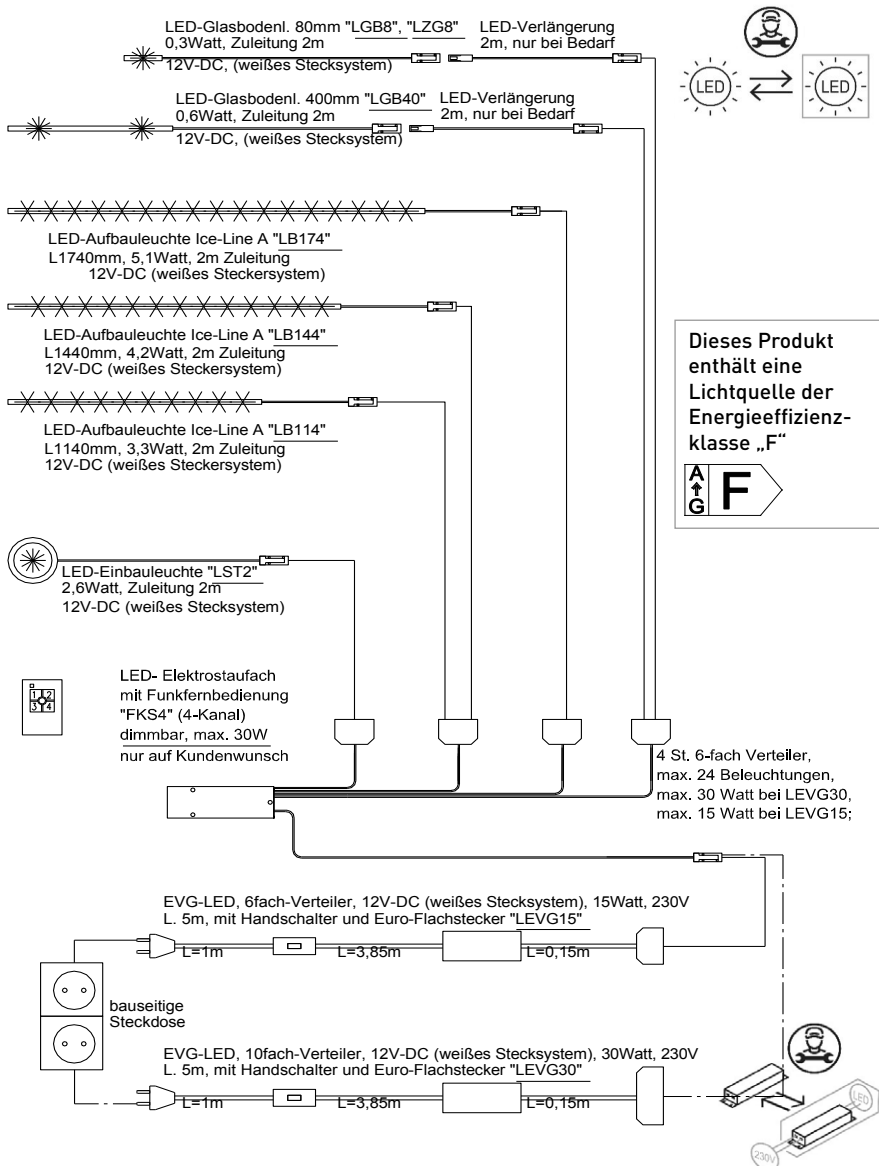 LED-Glasbodenl. 80mm "LGB8", "LZG8"
0,3Watt, Zuleitung 2m
12V-DC, (weißes Stecksystem)
LED-Verlängerung
2m, nur bei Bedarf
LED
LED
LED-Glasbodenl. 400mm "LGB40"
0,6Watt, Zuleitung 2m
12V-DC, (weißes Stecksystem)
LED-Verlängerung
2m, nur bei Bedarf
LED-Aufbauleuchte Ice-Line A "LB174"
L1740mm, 5,1Watt, 2m Zuleitung
12V-DC (weißes Steckersystem)
LED-Aufbauleuchte Ice-Line A "LB144"
L1440mm, 4,2Watt, 2m Zuleitung
12V-DC (weißes Steckersystem)
LED-Aufbauleuchte Ice-Line A "LB114"
L1140mm, 3,3Watt, 2m Zuleitung
12V-DC (weißes Steckersystem)
Dieses Produkt
enthält eine
Lichtquelle der
Energieeffizienz-
klasse „F“
A
G
F
LED-Einbauleuchte "LST2"
2,6Watt, Zuleitung 2m
12V-DC (weißes Stecksystem)
1 2
3 4
LED- Elektrostaufach
mit Funkfernbedienung
"FKS4" (4-Kanal)
dimmbar, max. 30W
nur auf Kundenwunsch
4 St. 6-fach Verteiler,
max. 24 Beleuchtungen,
max. 30 Watt bei LEVG30,
max. 15 Watt bei LEVG15;
EVG-LED, 6fach-Verteiler, 12V-DC (weißes Stecksystem), 15Watt, 230V
L. 5m, mit Handschalter und Euro-Flachstecker "LEVG15"
L=1m
L=3,85m
L=0,15m
bauseitige
Steckdose
EVG-LED, 10fach-Verteiler, 12V-DC (weißes Stecksystem), 30Watt, 230V
L. 5m, mit Handschalter und Euro-Flachstecker "LEVG30"
L=1m
L=3,85m
L=0,15m
LED
230V